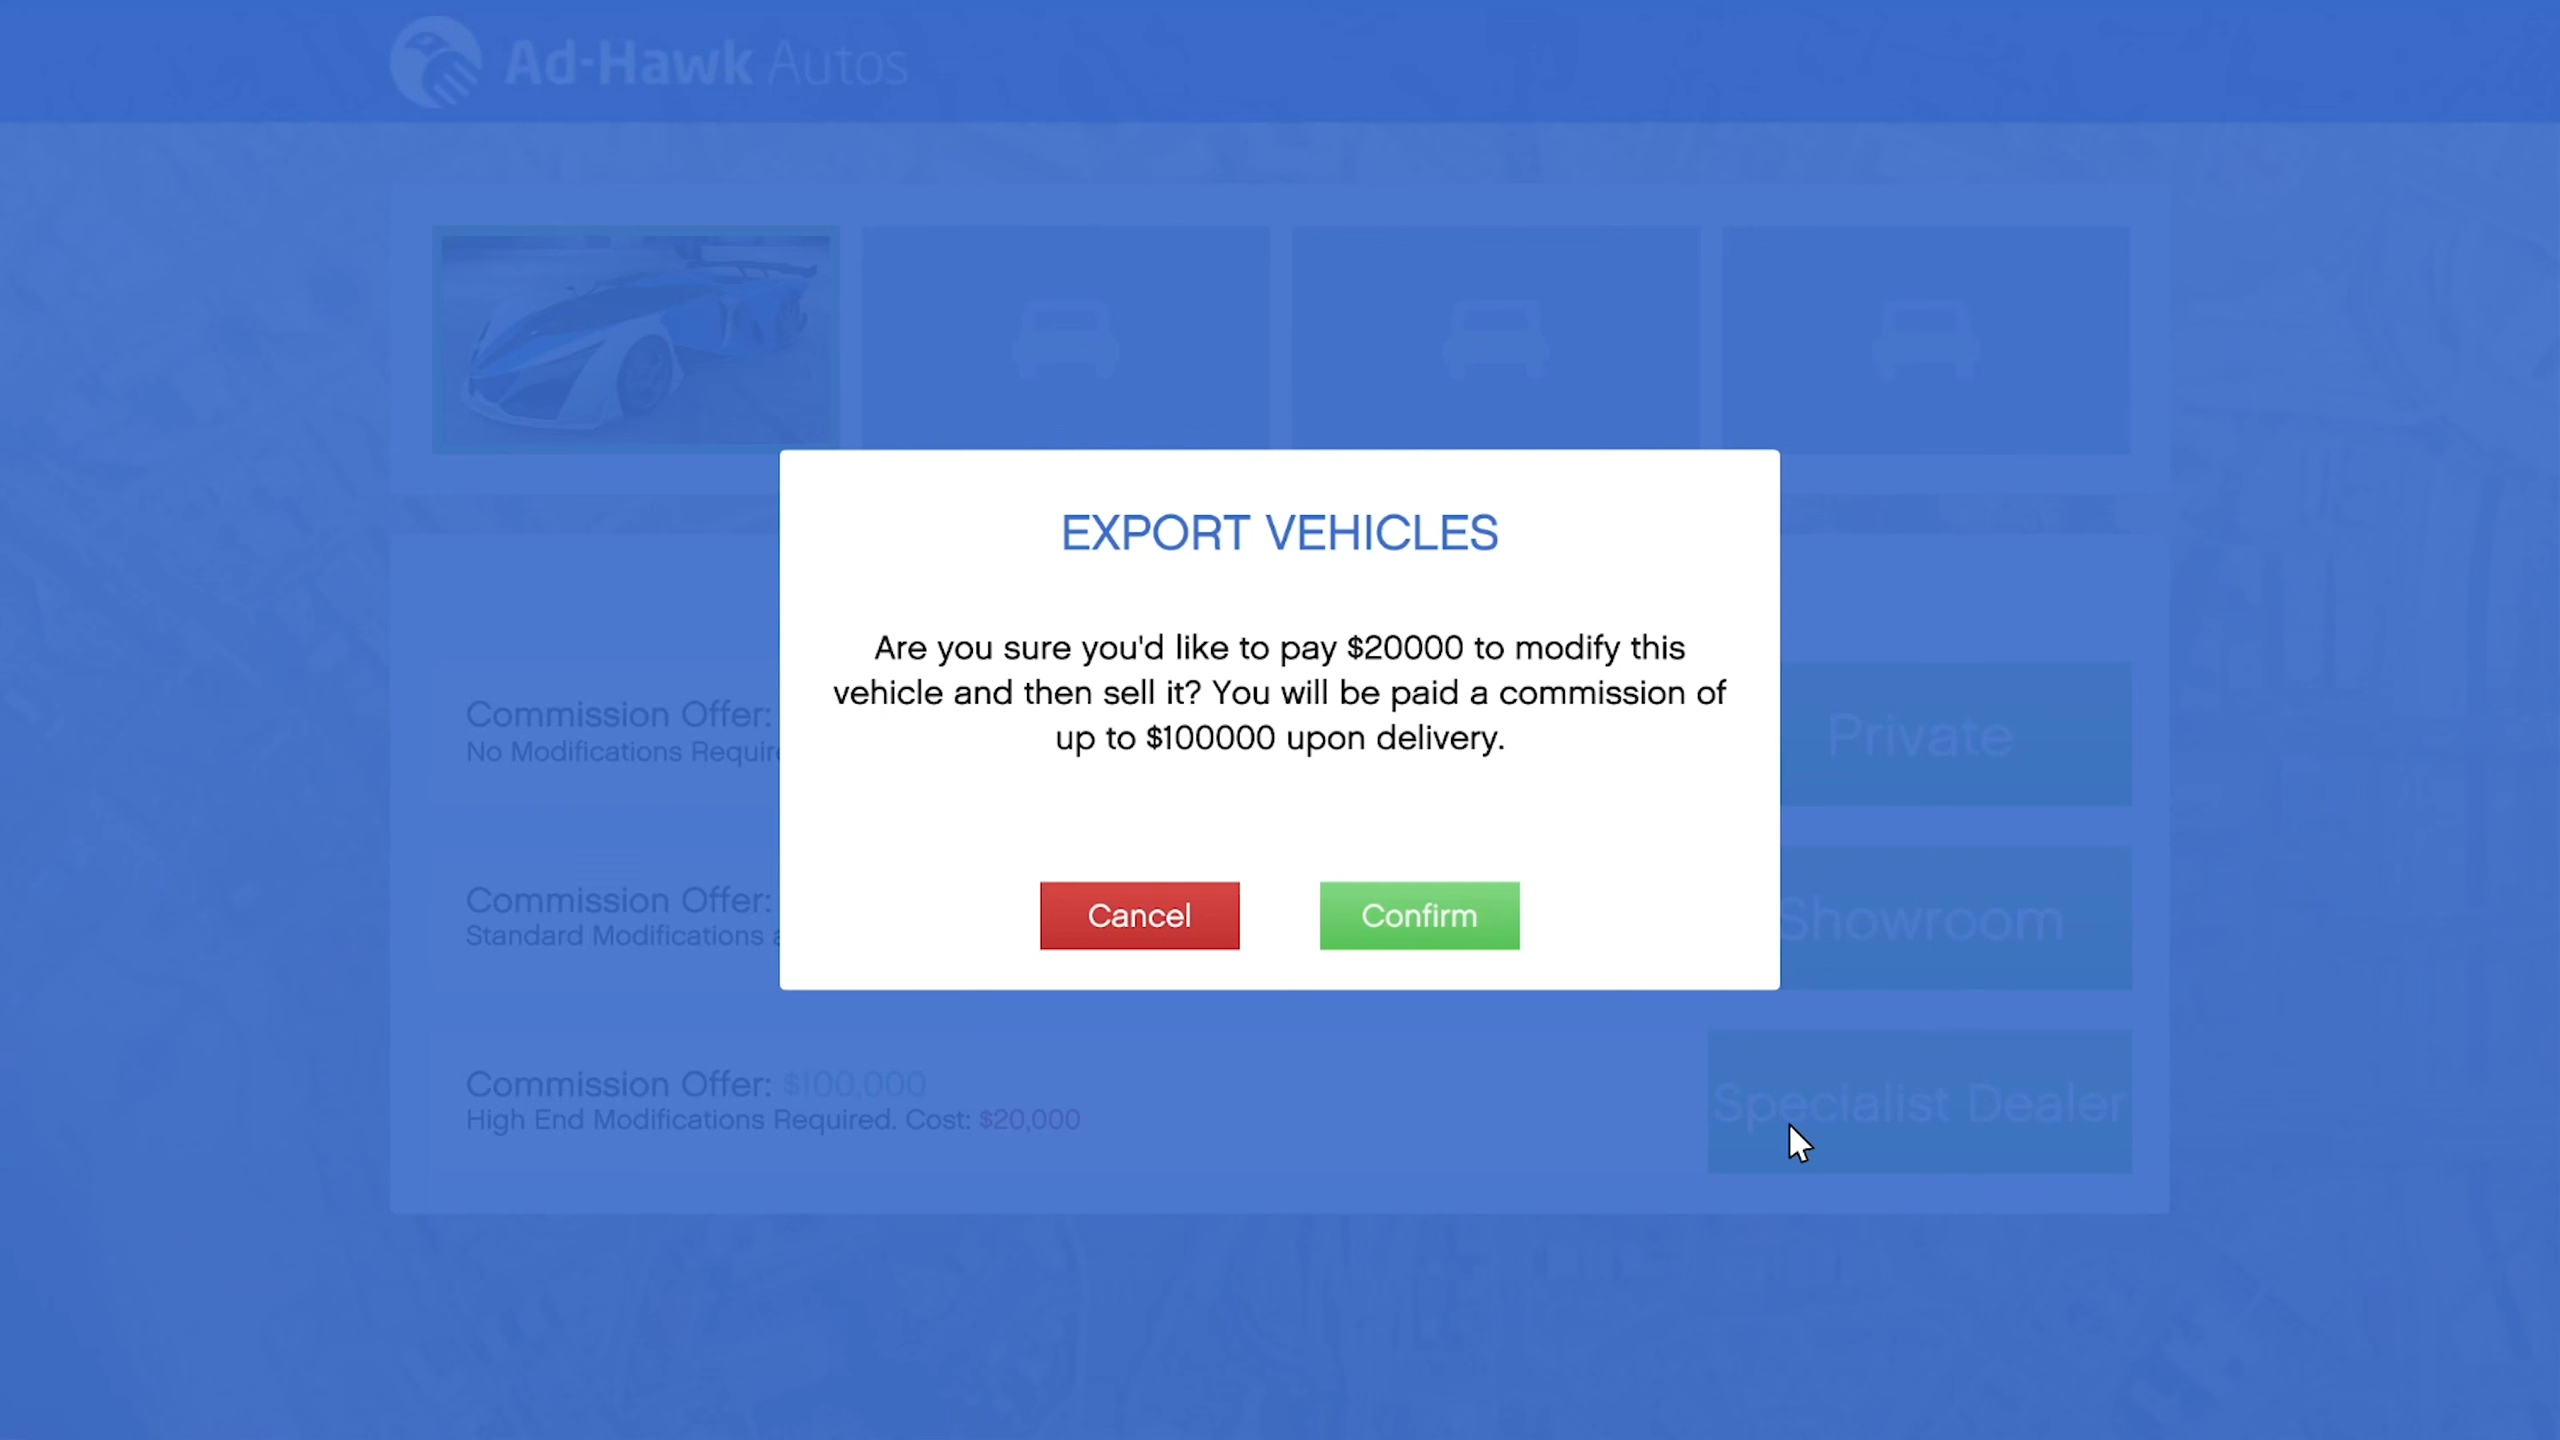 Ad-Hawk Autos
EXPORT VEHICLES
Are you sure you'd like to pay $20000 to modify this
vehicle and then sell it? You will be paid a commission of
up to $100000 upon delivery.
Cancel
Confirm
Commission Offer:
No Modifications
Private
Commission Offer:
Standard Modifications
Showroom
Commission Offer: $100,000
High End Modifications Required. Cost: $20,000
Specialist Dealer